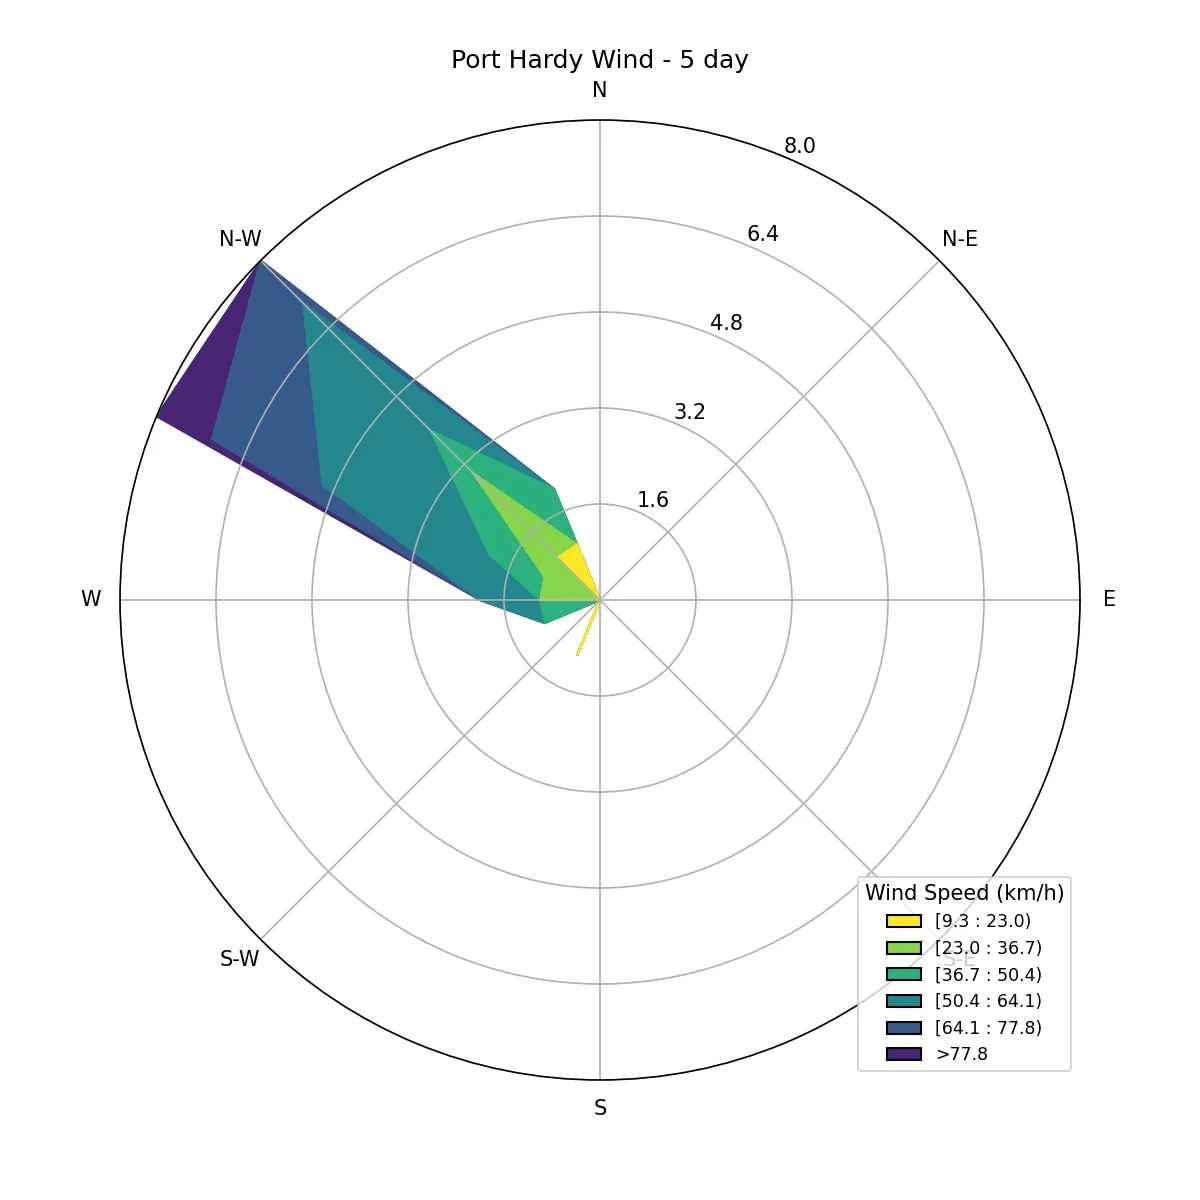 Port Hardy Wind - 5 day
N
8.0
6.4
N-W
N-E
4.8
3.2
1.6
W
E
S-W
S-E
Wind Speed (km/h)
[9.3 : 23.0)
[23.0 : 36.7)
[36.7 : 50.4)
[50.4 : 64.1)
[64.1 : 77.8)
>77.8
S